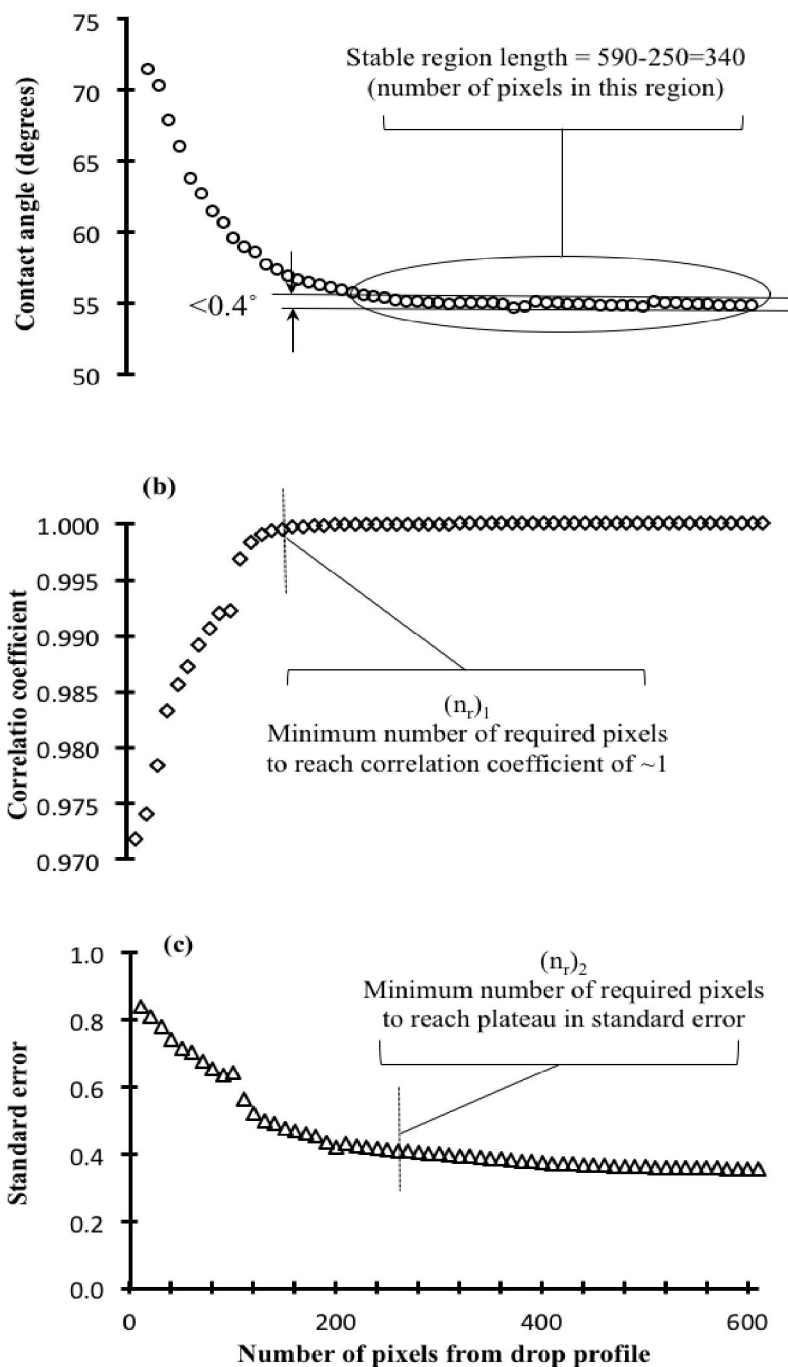 75
Stable region length = 590-250=340
(number of pixels in this region)
70
65
60
55
<0.4°
50
Contact angle (degrees)
(b)
1.000
0.995
0.990
0.985
0.980
0.975
0.970
Correlatio coefficient
(nr)1
Minimum number of required pixels
to reach correlation coefficient of ~1
(c)
1.0
0.8
0.6
0.4
0.2
0.0
Standard error
(nr)2
Minimum number of required pixels
to reach plateau in standard error
0 200 400 600
Number of pixels from drop profile